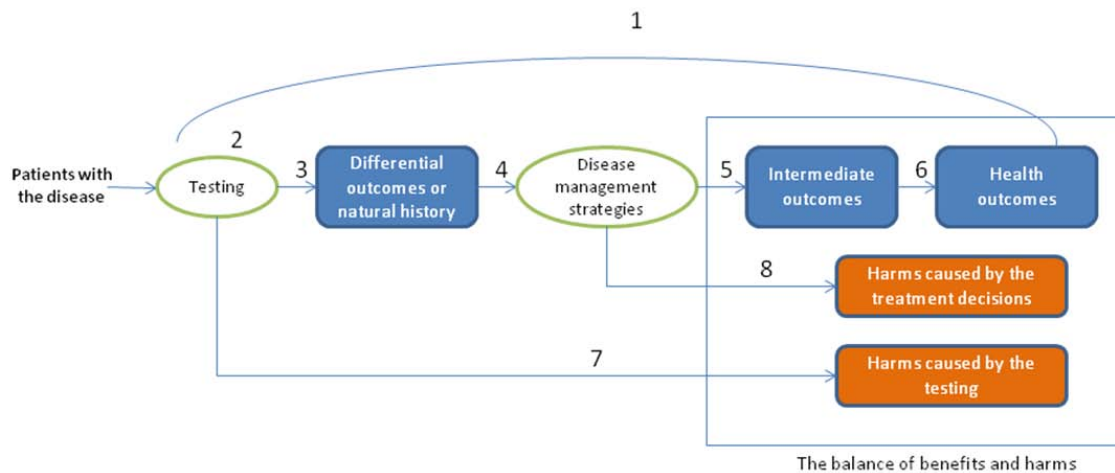 1
2
Patients with
the disease
Testing
3
Differential
outcomes or
natural history
4
Disease
management
strategies
5
Intermediate
outcomes
6
Health
outcomes
8
Harms caused by the
treatment decisions
7
Harms caused by the
testing
The balance of benefits and harms